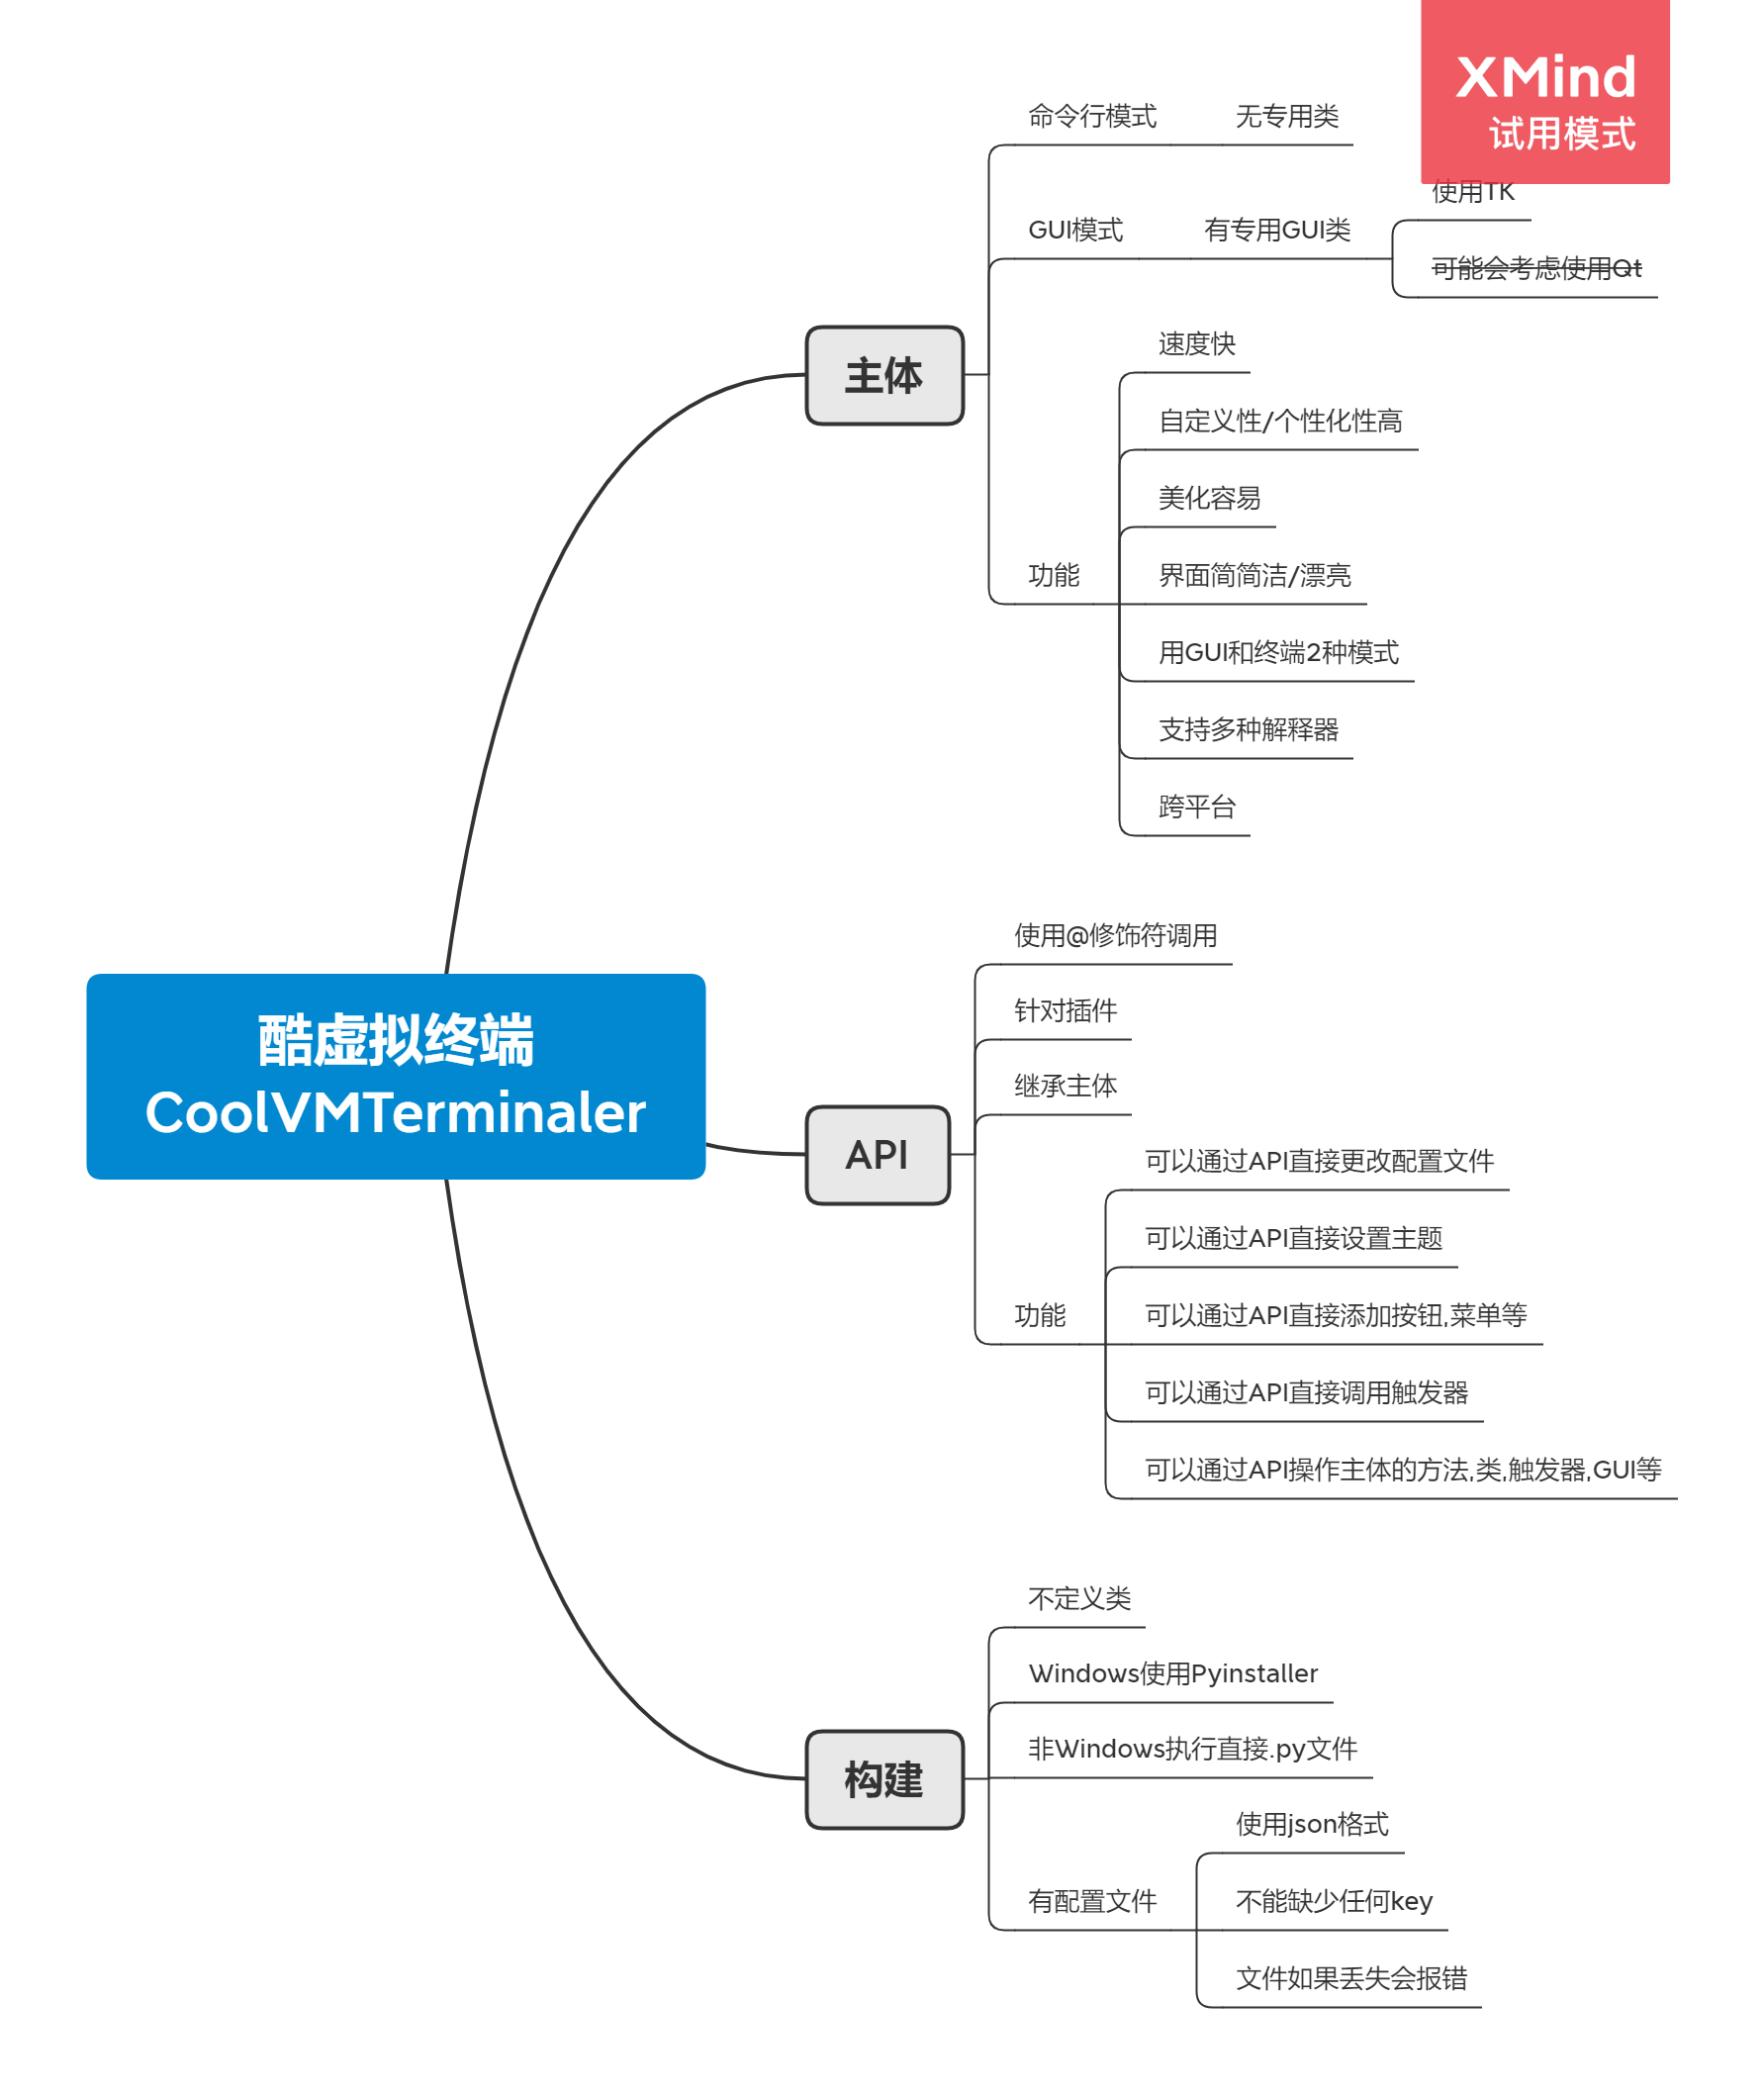 XMind
试用模式
命令行模式
无专用类
GUI模式
有专用GUI类
使用TK
可能会考虑使用Qt
主体
功能
速度快
自定义性/个性化性高
美化容易
界面简简洁/漂亮
用GUI和终端2种模式
支持多种解释器
跨平台
酷虚拟终端
CoolVMTerminaler
API
使用@修饰符调用
针对插件
继承主体
功能
可以通过API直接更改配置文件
可以通过API直接设置主题
可以通过API直接添加按钮,菜单等
可以通过API直接调用触发器
可以通过API操作主体的方法,类,触发器,GUI等
构建
不定义类
Windows使用Pyinstaller
非Windows执行直接.py文件
有配置文件
使用json格式
不能缺少任何key
文件如果丢失会报错